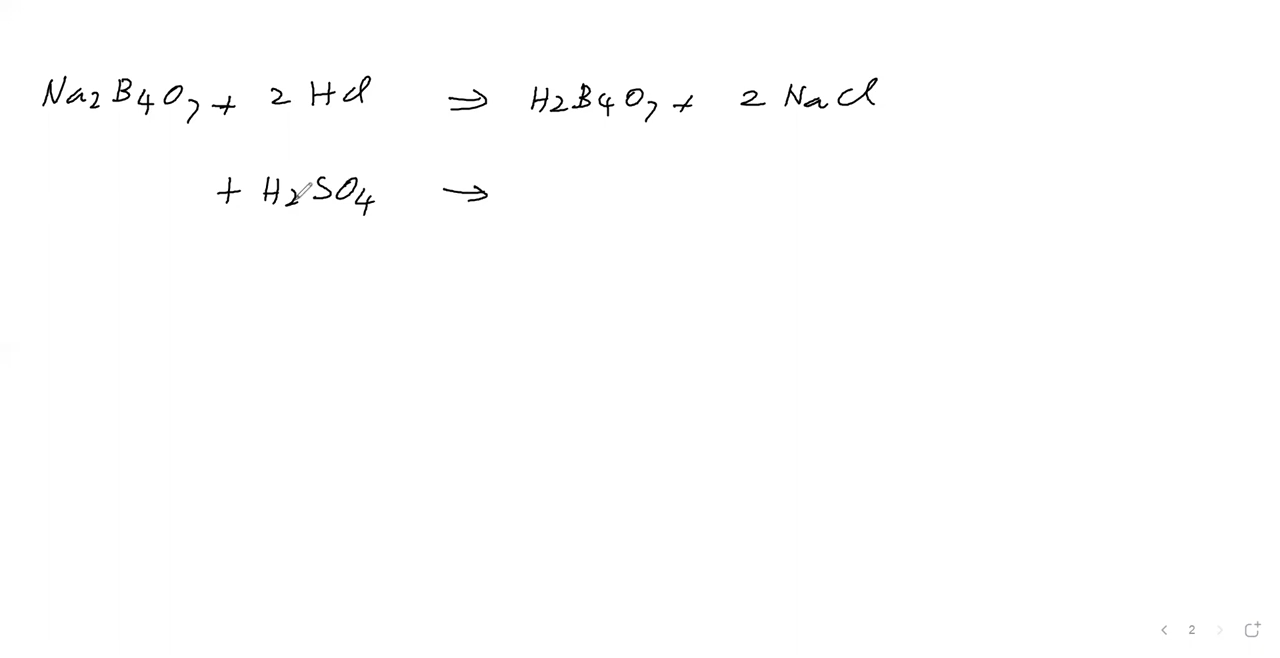 Na2B4O7 + 2 HCl ⇒ H2B4O7 + 2 NaCl
+ H2SO4 →
2